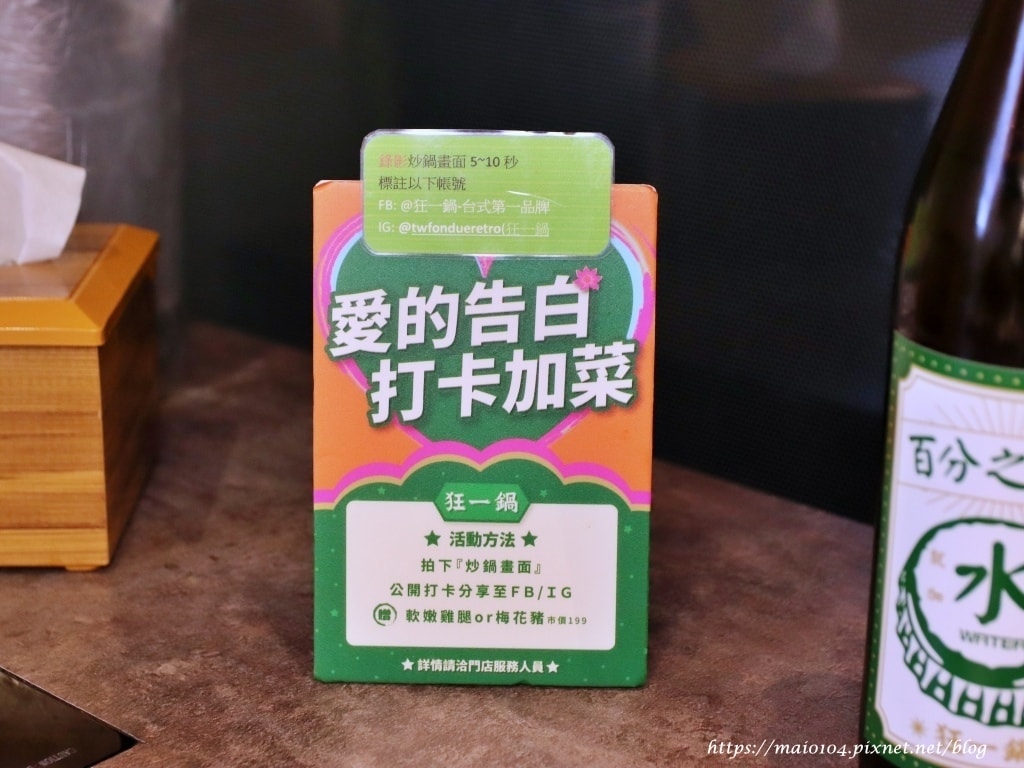 錄影炒鍋畫面 5~10 秒
標註以下帳號
FB: @狂一鍋-台式第一品牌
IG: @twfondueretro(狂一鍋
愛的告白
打卡加菜
狂一鍋
★ 活動方法 ★
拍下『炒鍋畫面』
公開打卡分享至FB/IG
贈 軟嫩雞腿or梅花豬 市價199
★詳情請洽門店服務人員★
百分之
水
WATER
狂一鍋
https://maio104.pixnet.net/blog